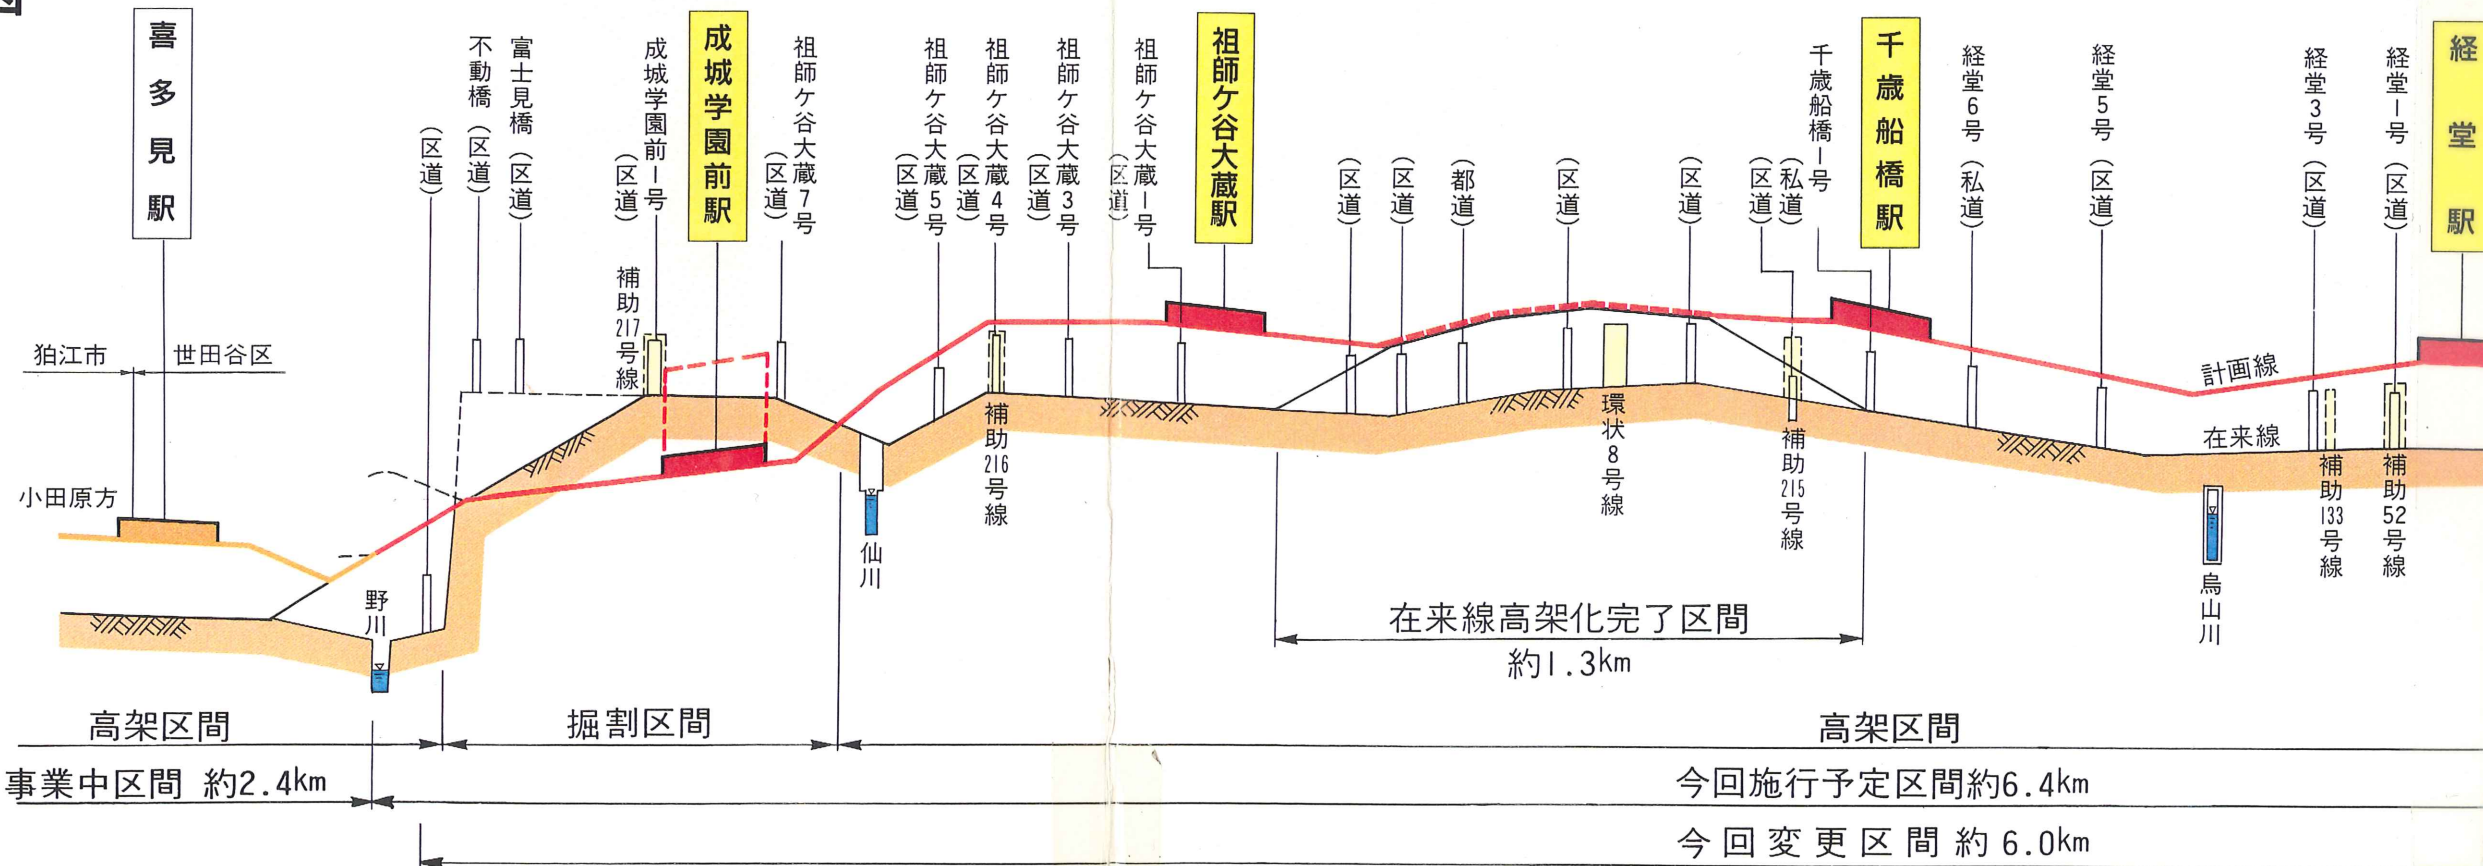 喜多見駅
不動橋（区道）
富士見橋（区道）
（区道）
成城学園前1号
（区道）
補助217号線
成城学園前駅
祖師ケ谷大蔵7号
（区道）
祖師ケ谷大蔵5号
（区道）
祖師ケ谷大蔵4号
（区道）
祖師ケ谷大蔵3号
（区道）
祖師ケ谷大蔵1号
（区道）
祖師ケ谷大蔵駅
（区道）
（区道）
（都道）
（区道）
（区道）
（区道）
（私道）
千歳船橋1号
千歳船橋駅
経堂6号（私道）
経堂5号（区道）
経堂3号（区道）
経堂1号（区道）
経堂駅
狛江市
世田谷区
小田原方
野川
仙川
補助216号線
環状8号線
補助215号線
計画線
在来線
烏山川
補助133号線
補助52号線
在来線高架化完了区間
約1.3km
高架区間
掘割区間
高架区間
事業中区間 約2.4km
今回施行予定区間約6.4km
今回変更区間約6.0km